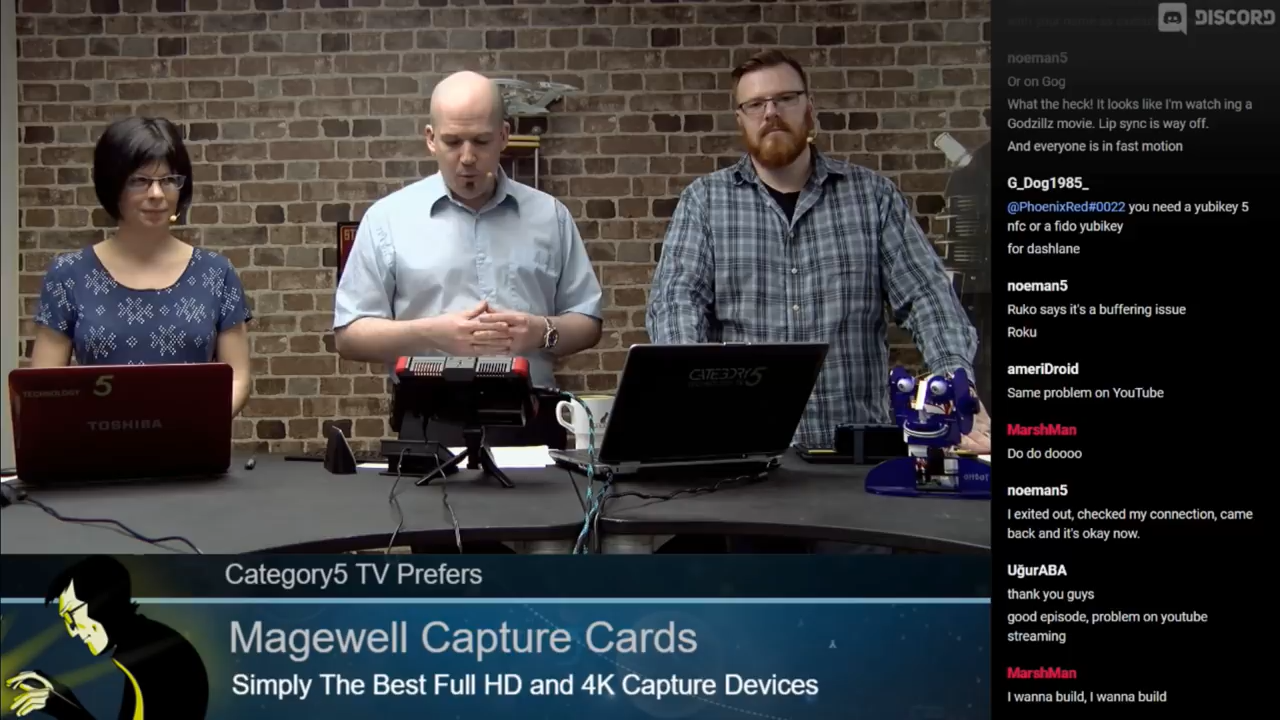 DISCORD
noeman5
Or on Gog
What the heck! It looks like I'm watch ing a
Godzillz movie. Lip sync is way off.
And everyone is in fast motion
G_Dog1985_
@PhoenixRed#0022 you need a yubikey 5
nfc or a fido yubikey
for dashlane
noeman5
Ruko says it's a buffering issue
Roku
ameriDroid
Same problem on YouTube
MarshMan
Do do doooo
noeman5
I exited out, checked my connection, came
back and it's okay now.
UğurABA
thank you guys
good episode, problem on youtube
streaming
MarshMan
I wanna build, I wanna build
TECHNOLOGY 5
TOSHIBA
CATEGORY5
Category5 TV Prefers
Magewell Capture Cards
Simply The Best Full HD and 4K Capture Devices